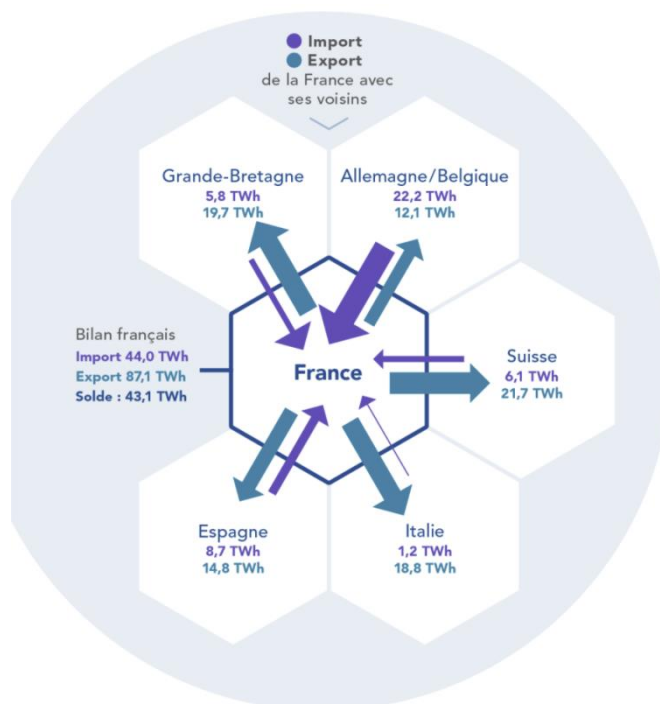 Import
Export
de la France avec
ses voisins
Grande-Bretagne
5,8 TWh
19,7 TWh
Allemagne/Belgique
22,2 TWh
12,1 TWh
Bilan français
Import 44,0 TWh
Export 87,1 TWh
Solde : 43,1 TWh
France
Suisse
6,1 TWh
21,7 TWh
Espagne
8,7 TWh
14,8 TWh
Italie
1,2 TWh
18,8 TWh